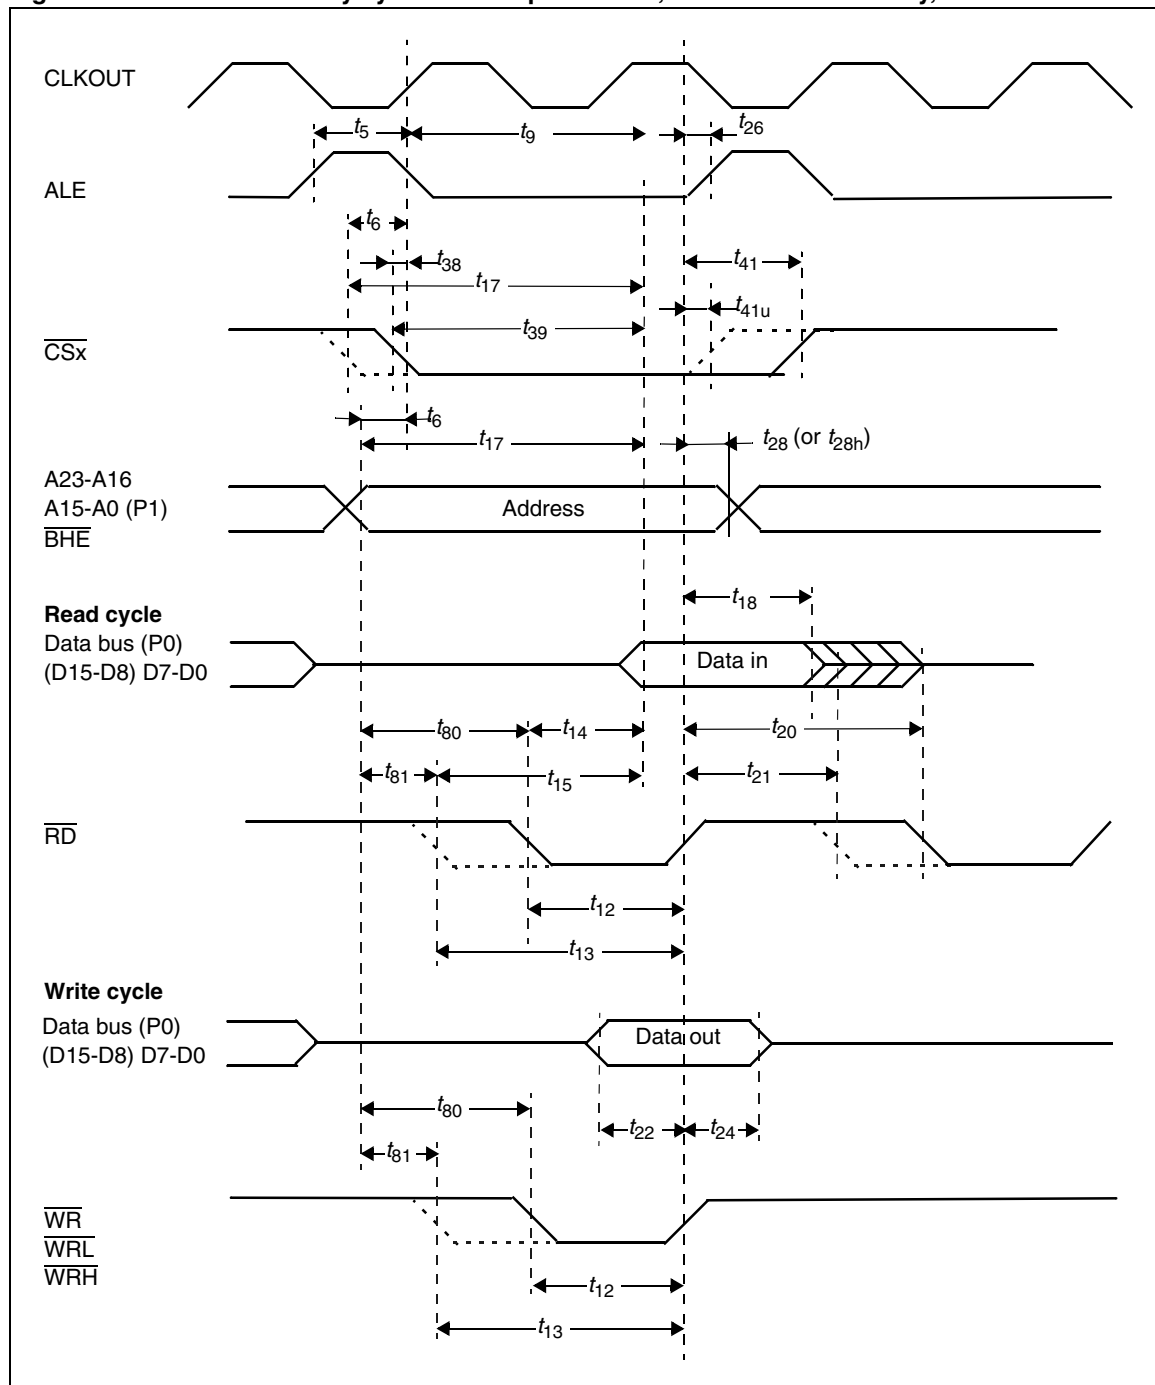 CLKOUT
t5
t9
t26
ALE
t6
t38
t17
t41
t41u
t39
CSx
t6
t17
t28 (or t28h)
A23-A16
A15-A0 (P1)
BHE
Address
t18
Read cycle
Data bus (P0)
(D15-D8) D7-D0
Data in
t80
t14
t20
t81
t15
t21
RD
t12
t13
Write cycle
Data bus (P0)
(D15-D8) D7-D0
Data out
t80
t22
t24
t81
WR
WRL
WRH
t12
t13